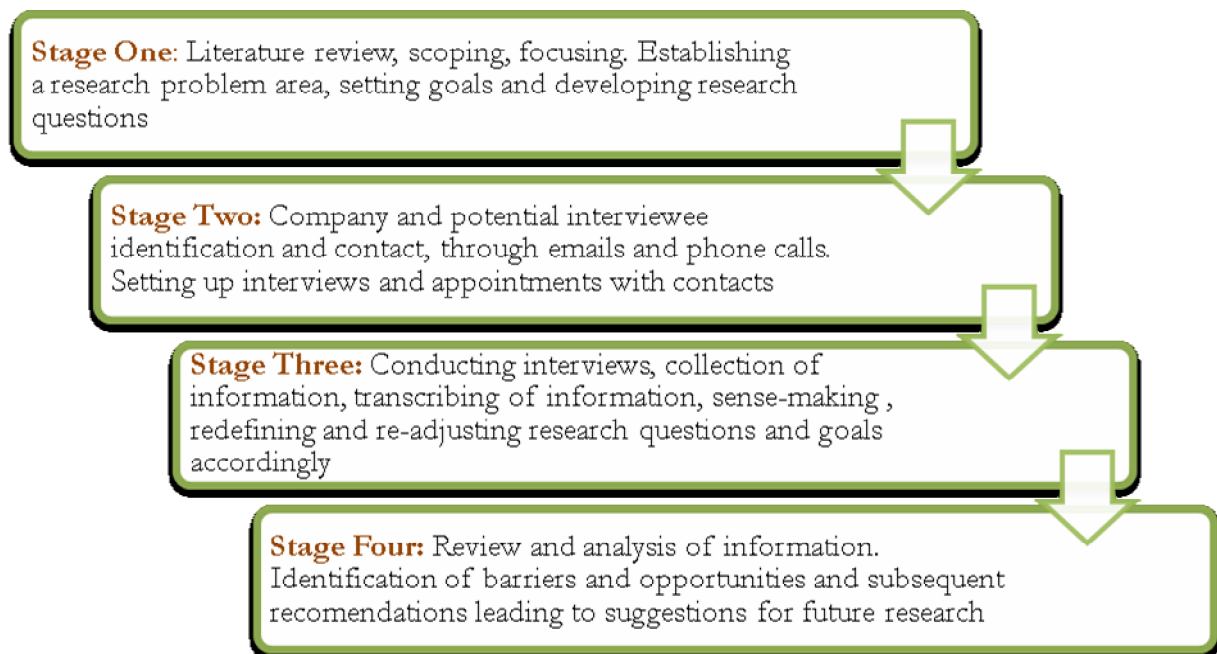 Stage One: Literature review, scoping, focusing. Establishing
a research problem area, setting goals and developing research
questions
Stage Two: Company and potential interviewee
identification and contact, through emails and phone calls.
Setting up interviews and appointments with contacts
Stage Three: Conducting interviews, collection of
information, transcribing of information, sense-making ,
redefining and re-adjusting research questions and goals
accordingly
Stage Four: Review and analysis of information.
Identification of barriers and opportunities and subsequent
recomendations leading to suggestions for future research